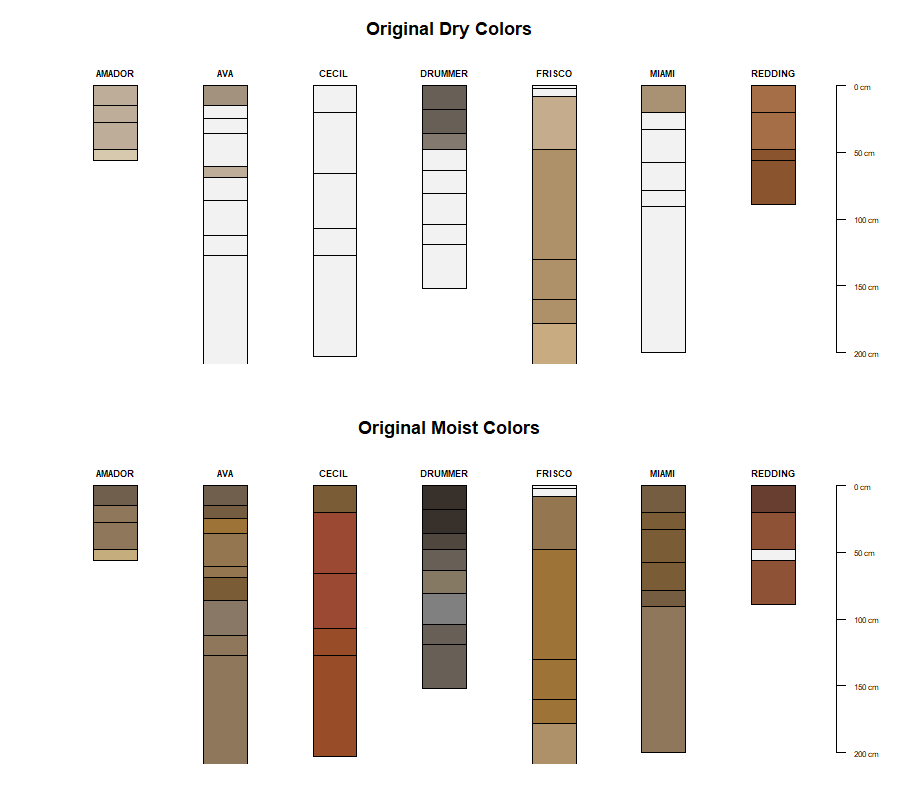 Original Dry Colors
AMADOR AVA CECIL DRUMMER FRISCO MIAMI REDDING
0 cm
50 cm
100 cm
150 cm
200 cm
Original Moist Colors
AMADOR AVA CECIL DRUMMER FRISCO MIAMI REDDING
0 cm
50 cm
100 cm
150 cm
200 cm